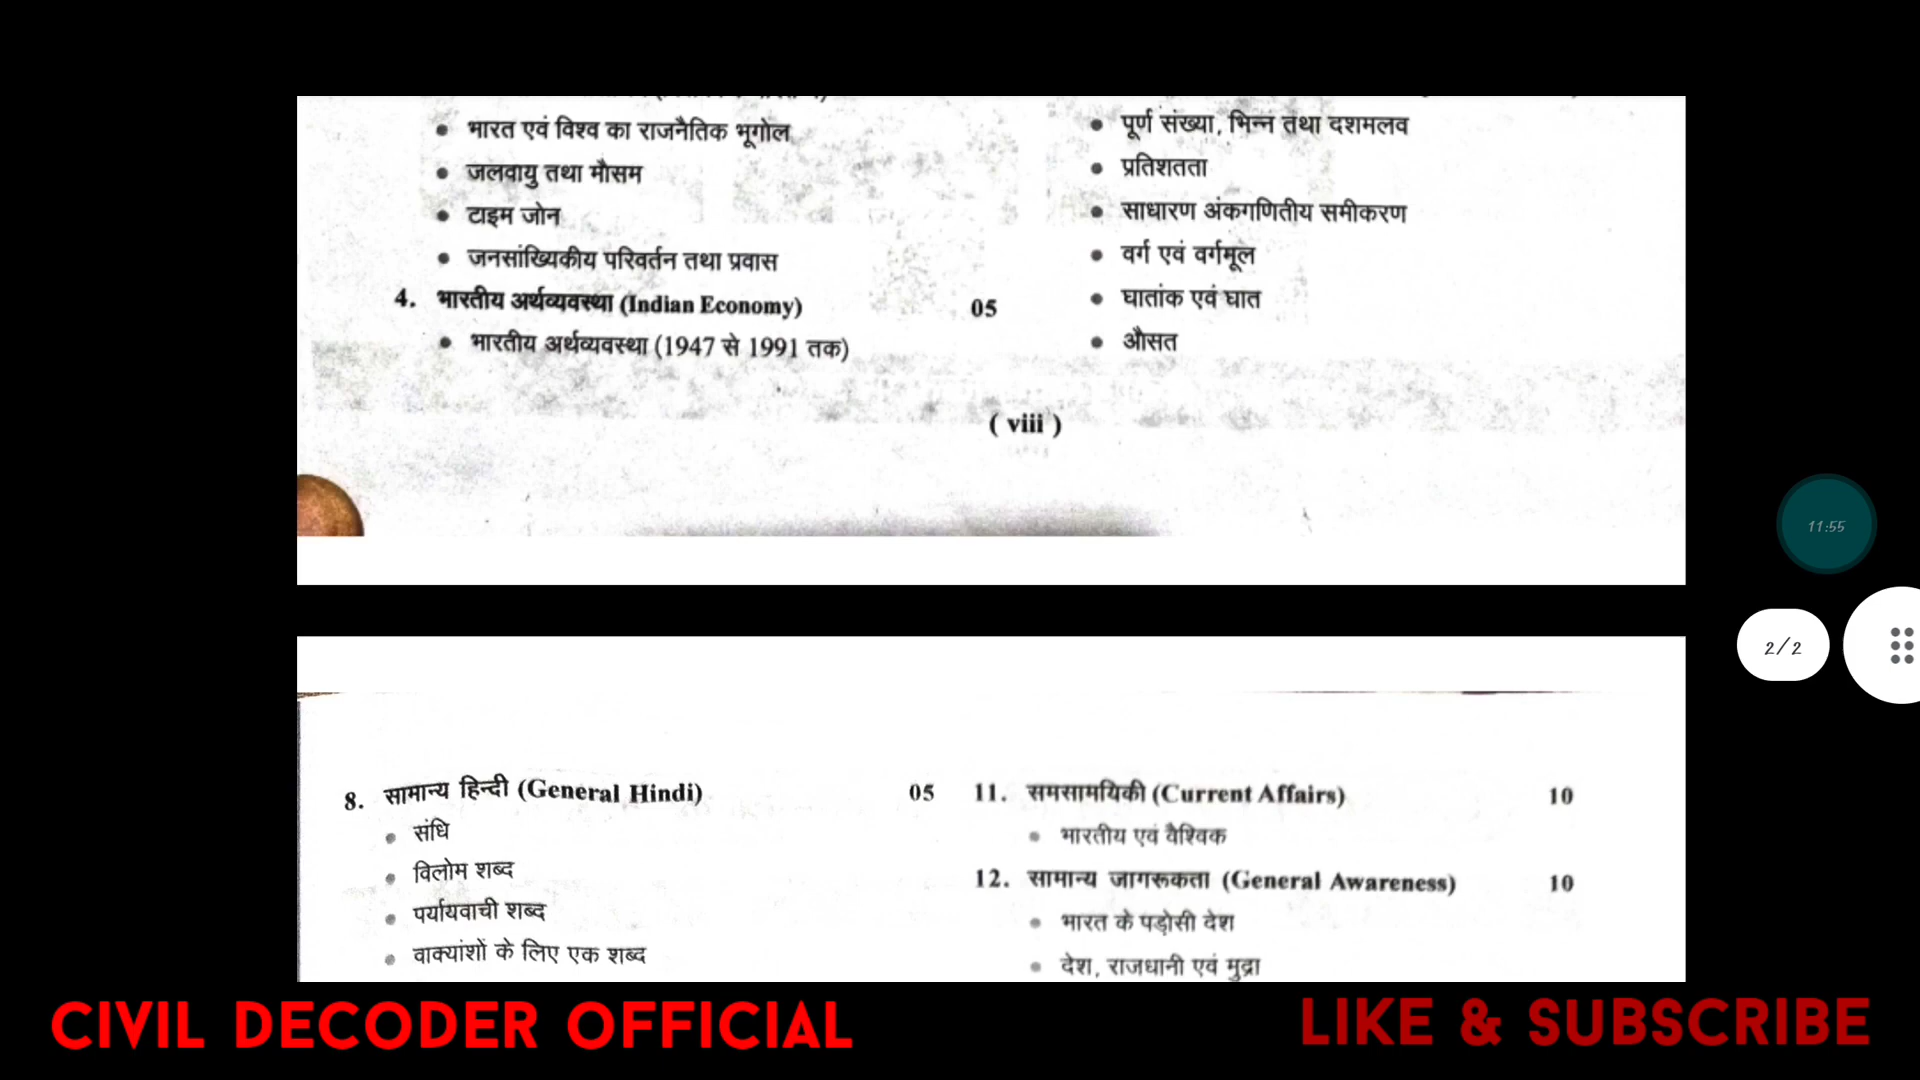 भारत एवं विश्व का राजनैतिक भूगोल
जलवायु तथा मौसम
टाइम जोन
जनसांख्यिकीय परिवर्तन तथा प्रवास
4. भारतीय अर्थव्यवस्था (Indian Economy) 05
भारतीय अर्थव्यवस्था (1947 से 1991 तक)
पूर्ण संख्या, भिन्न तथा दशमलव
प्रतिशतता
साधारण अंकगणितीय समीकरण
वर्ग एवं वर्गमूल
घातांक एवं घात
औसत
( viii )
11:55
2/2
8. सामान्य हिन्दी (General Hindi) 05
संधि
विलोम शब्द
पर्यायवाची शब्द
वाक्यांशों के लिए एक शब्द
11. समसामयिकी (Current Affairs) 10
भारतीय एवं वैश्विक
12. सामान्य जागरूकता (General Awareness) 10
भारत के पड़ोसी देश
देश, राजधानी एवं मुद्रा
CIVIL DECODER OFFICIAL
LIKE & SUBSCRIBE